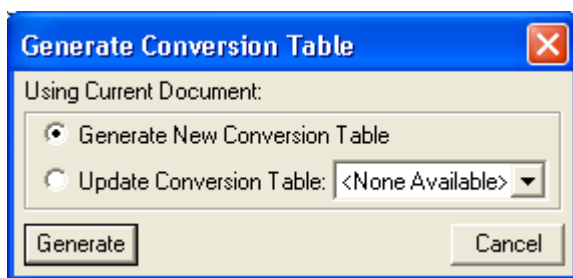 Generate Conversion Table
Using Current Document:
Generate New Conversion Table
Update Conversion Table: <None Available>
Generate Cancel